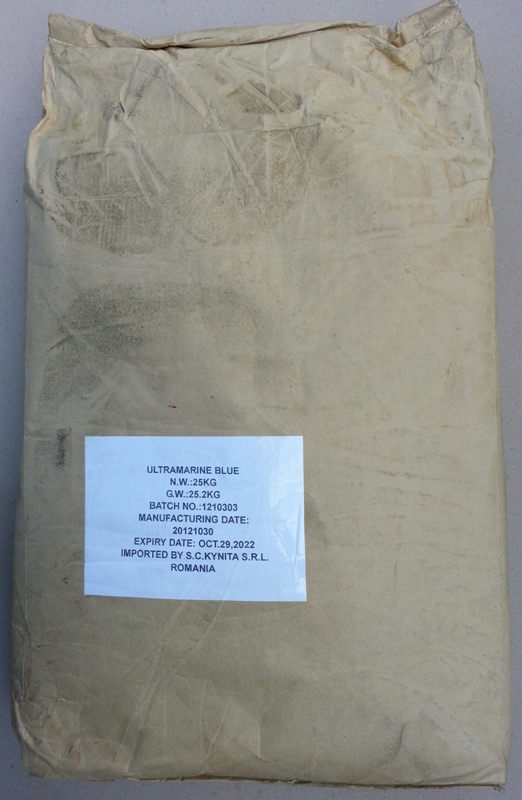 ULTRAMARINE BLUE
N.W.:25KG
G.W.:25.2KG
BATCH NO.:1210303
MANUFACTURING DATE:
20121030
EXPIRY DATE: OCT.29,2022
IMPORTED BY S.C.KYNITA S.R.L.
ROMANIA